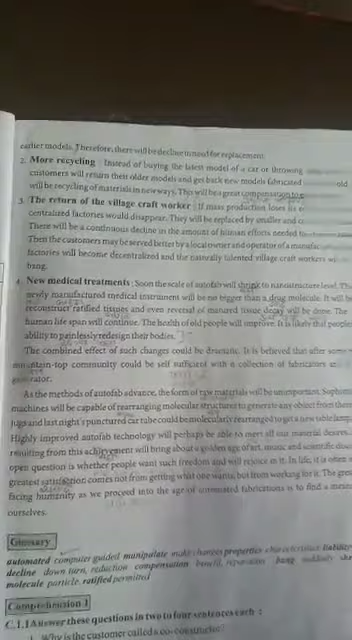 earlier models. Therefore, there will be decline in need for replacement.
2. More recycling : Instead of buying the latest model of a car or throwing old
customers will return their older models and get back new models fabricated
will be recycling of materials in new ways. This will be a great compensation to
3. The return of the village craft worker : If mass production loses its
centralized factories would disappear. They will be replaced by smaller and
There will be a continuous decline in the amount of human efforts needed to
Then the customers may be served better by a local owner and operator of a
factories will become decentralized and the naturally talented village craft workers
bang.
4. New medical treatments : Soon the scale of autofab will shrink to nanostructure level. The
newly manufactured medical instrument will be no bigger than a drug molecule. It will be
reconstruct ratified tissues and even reversal of matured tissue decay will be done. The
human life span will continue. The health of old people will improve. It is likely that people
ability to painlessly redesign their bodies.
The combined effect of such changes could be dramatic. It is believed that after some
mountain-top community could be self sufficient with a collection of fabricators
generator.
As the methods of autofab advance, the form of raw materials will be unimportant.
machines will be capable of rearranging molecular structures to generate any object from
jugs and last night's punctured car tube could be molecularly rearranged to get a new table lamp
Highly improved autofab technology will perhaps be able to meet all our material desires.
resulting from this achievement will bring about a golden age of art, music and scientific
open question is whether people want such freedom and will rejoice in it. In life, it is often
greatest satisfaction comes not from getting what one wants, but from working for it. The
facing humanity as we proceed into the age of automated fabrications is to find a
ourselves.
Glossary
automated computer guided manipulate make changes properties characteristics liability
decline down turn, reduction compensation benefit, reparation bang suddenly
molecule particle, ratified permitted
Comprehension 1
C.1.1 Answer these questions in two to four sentences each :
1. Why is the customer called a co-constructor?